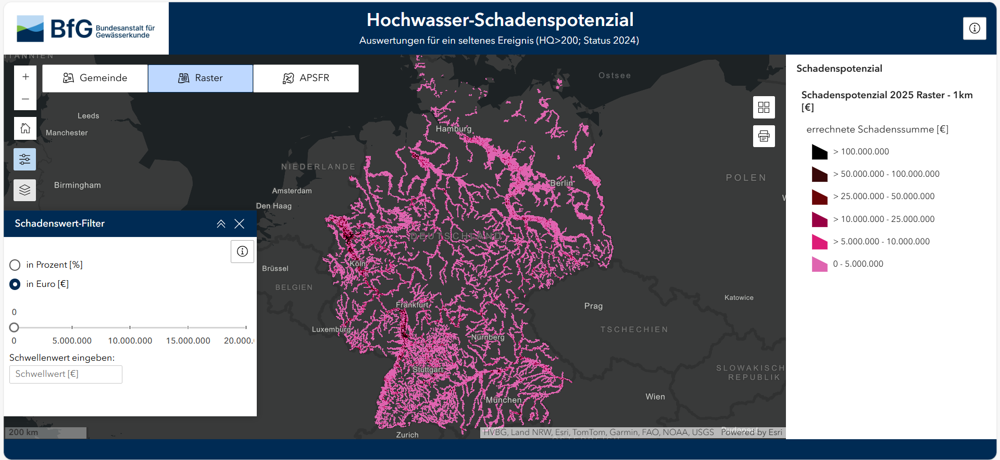 BfG Bundesanstalt für
Gewässerkunde
Hochwasser-Schadenspotenzial
Auswertungen für ein seltenes Ereignis (HQ>200; Status 2024)
Gemeinde
Raster
APSFR
Ostsee
Leeds
Manchester
Hamburg
NIEDERLANDE
POLEN
Birmingham
Berlin
Amsterdam
Den Haag
DEUTSCHLAND
Köln
Brüssel
BELGIEN
Katowice
Frankfurt
Prag
Luxemburg
TSCHECHIEN
Nürnberg
Stuttgart
SLOWAKISCH
REPUBLIK
Wien
München
Zurich
Budapest
Schadenswert-Filter
in Prozent [%]
in Euro [€]
0
0 5.000.000 10.000.000 15.000.000 20.000.
Schwellenwert eingeben:
Schwellwert [€]
200 km
HVBG, Land NRW, Esri, TomTom, Garmin, FAO, NOAA, USGS Powered by Esri
Schadenspotenzial
Schadenspotenzial 2025 Raster - 1km
[€]
errechnete Schadenssumme [€]
> 100.000.000
> 50.000.000 - 100.000.000
> 25.000.000 - 50.000.000
> 10.000.000 - 25.000.000
> 5.000.000 - 10.000.000
0 - 5.000.000